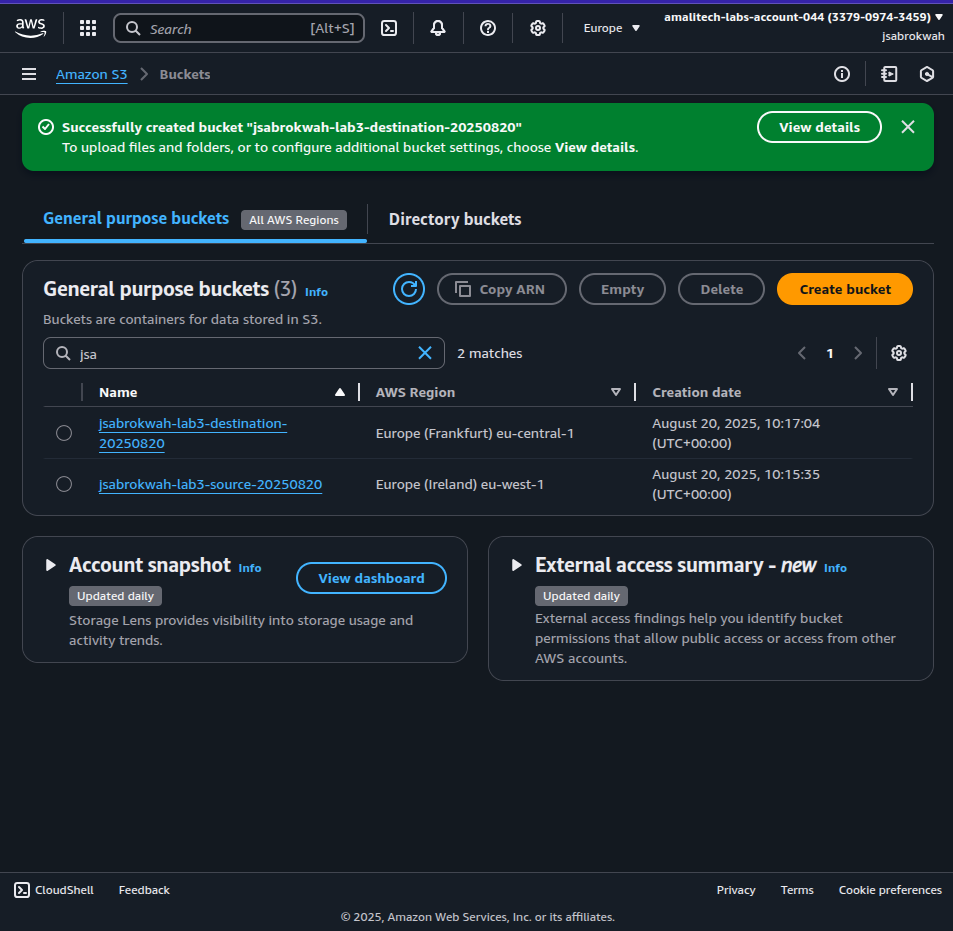 aws
Search [Alt+S]
Europe
amalitech-labs-account-044 (3379-0974-3459)
jsabrokwah
Amazon S3
Buckets
Successfully created bucket "jsabrokwah-lab3-destination-20250820"
To upload files and folders, or to configure additional bucket settings, choose View details.
View details
General purpose buckets
All AWS Regions
Directory buckets
General purpose buckets (3) Info
Copy ARN
Empty
Delete
Create bucket
Buckets are containers for data stored in S3.
jsa
2 matches
1
Name
AWS Region
Creation date
jsabrokwah-lab3-destination-
20250820
Europe (Frankfurt) eu-central-1
August 20, 2025, 10:17:04
(UTC+00:00)
jsabrokwah-lab3-source-20250820
Europe (Ireland) eu-west-1
August 20, 2025, 10:15:35
(UTC+00:00)
Account snapshot Info
Updated daily
View dashboard
Storage Lens provides visibility into storage usage and
activity trends.
External access summary - new Info
Updated daily
External access findings help you identify bucket
permissions that allow public access or access from other
AWS accounts.
CloudShell
Feedback
Privacy
Terms
Cookie preferences
© 2025, Amazon Web Services, Inc. or its affiliates.